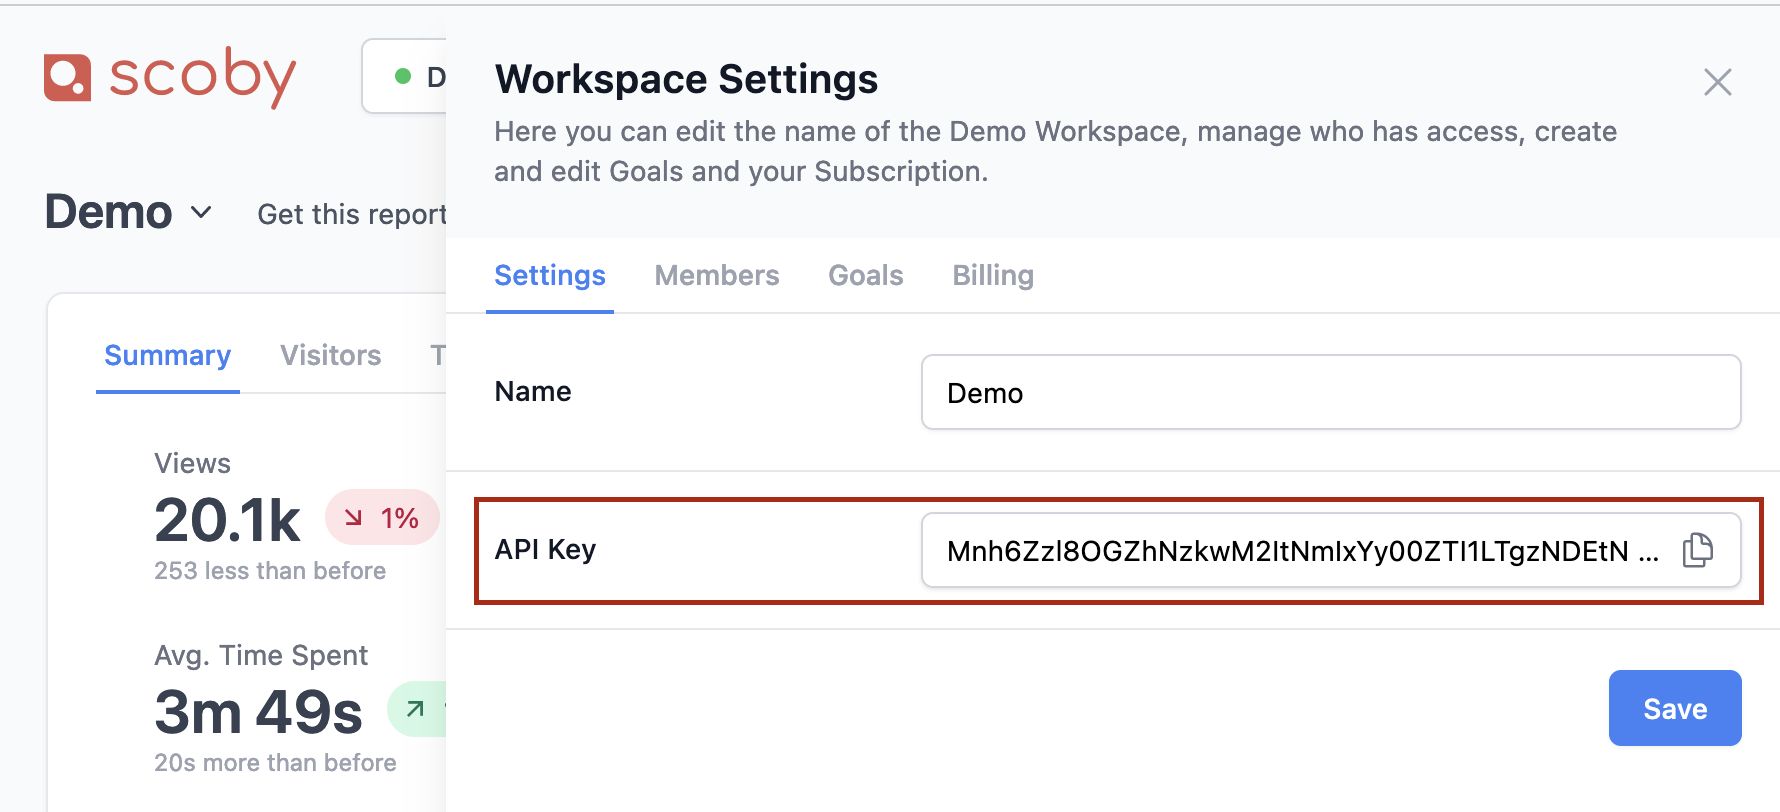 scoby
D
Demo
Get this report
Summary Visitors T
Views
20.1k 1%
253 less than before
Avg. Time Spent
3m 49s
20s more than before
Workspace Settings
Here you can edit the name of the Demo Workspace, manage who has access, create
and edit Goals and your Subscription.
Settings Members Goals Billing
Name Demo
API Key Mnh6Zzl8OGZhNzkwM2ItNmIxYy00ZTI1LTgzNDEtN ...
Save